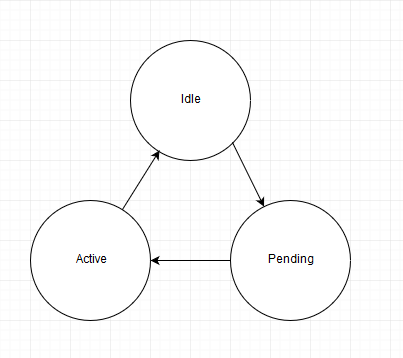 Idle
Active
Pending